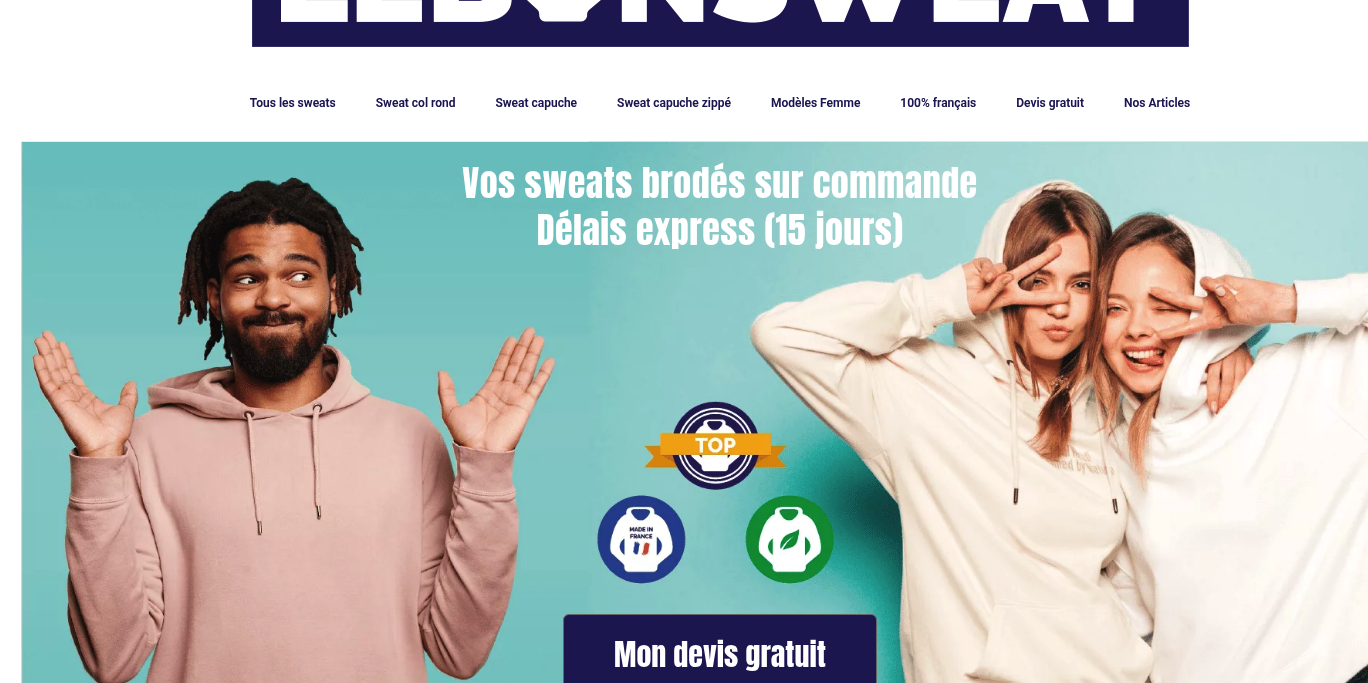 LEBONSWEAT
Tous les sweats Sweat col rond Sweat capuche Sweat capuche zippé Modèles Femme 100% français Devis gratuit Nos Articles
Vos sweats brodés sur commande
Délais express (15 jours)
TOP
MADE IN
FRANCE
Mon devis gratuit